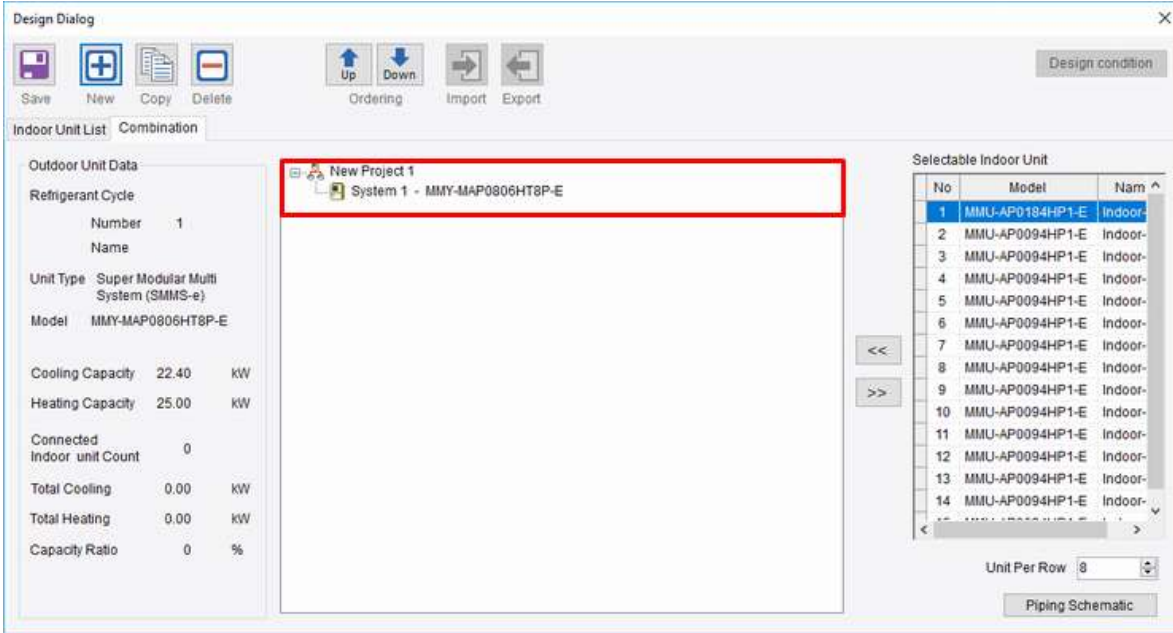 Design Dialog
Up Down
Save New Copy Delete Ordering Import Export
Design condition
Indoor Unit List Combination
Outdoor Unit Data
Refrigerant Cycle
Number 1
Name
Unit Type Super Modular Multi
System (SMMS-e)
Model MMY-MAP0806HT8P-E
Cooling Capacity 22.40 kW
Heating Capacity 25.00 kW
Connected
Indoor unit Count 0
Total Cooling 0.00 kW
Total Heating 0.00 kW
Capacity Ratio 0 %
New Project 1
System 1 - MMY-MAP0806HT8P-E
<<
>>
Selectable Indoor Unit
No Model Nam
1 MMU-AP0184HP1-E Indoor-
2 MMU-AP0094HP1-E Indoor-
3 MMU-AP0094HP1-E Indoor-
4 MMU-AP0094HP1-E Indoor-
5 MMU-AP0094HP1-E Indoor-
6 MMU-AP0094HP1-E Indoor-
7 MMU-AP0094HP1-E Indoor-
8 MMU-AP0094HP1-E Indoor-
9 MMU-AP0094HP1-E Indoor-
10 MMU-AP0094HP1-E Indoor-
11 MMU-AP0094HP1-E Indoor-
12 MMU-AP0094HP1-E Indoor-
13 MMU-AP0094HP1-E Indoor-
14 MMU-AP0094HP1-E Indoor-
Unit Per Row 8
Piping Schematic